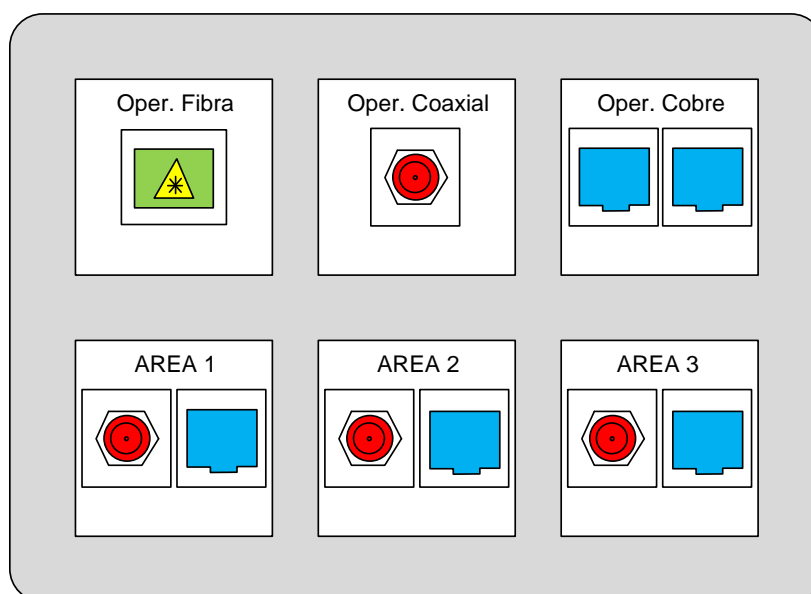 Oper. Fibra
Oper. Coaxial
Oper. Cobre
AREA 1
AREA 2
AREA 3